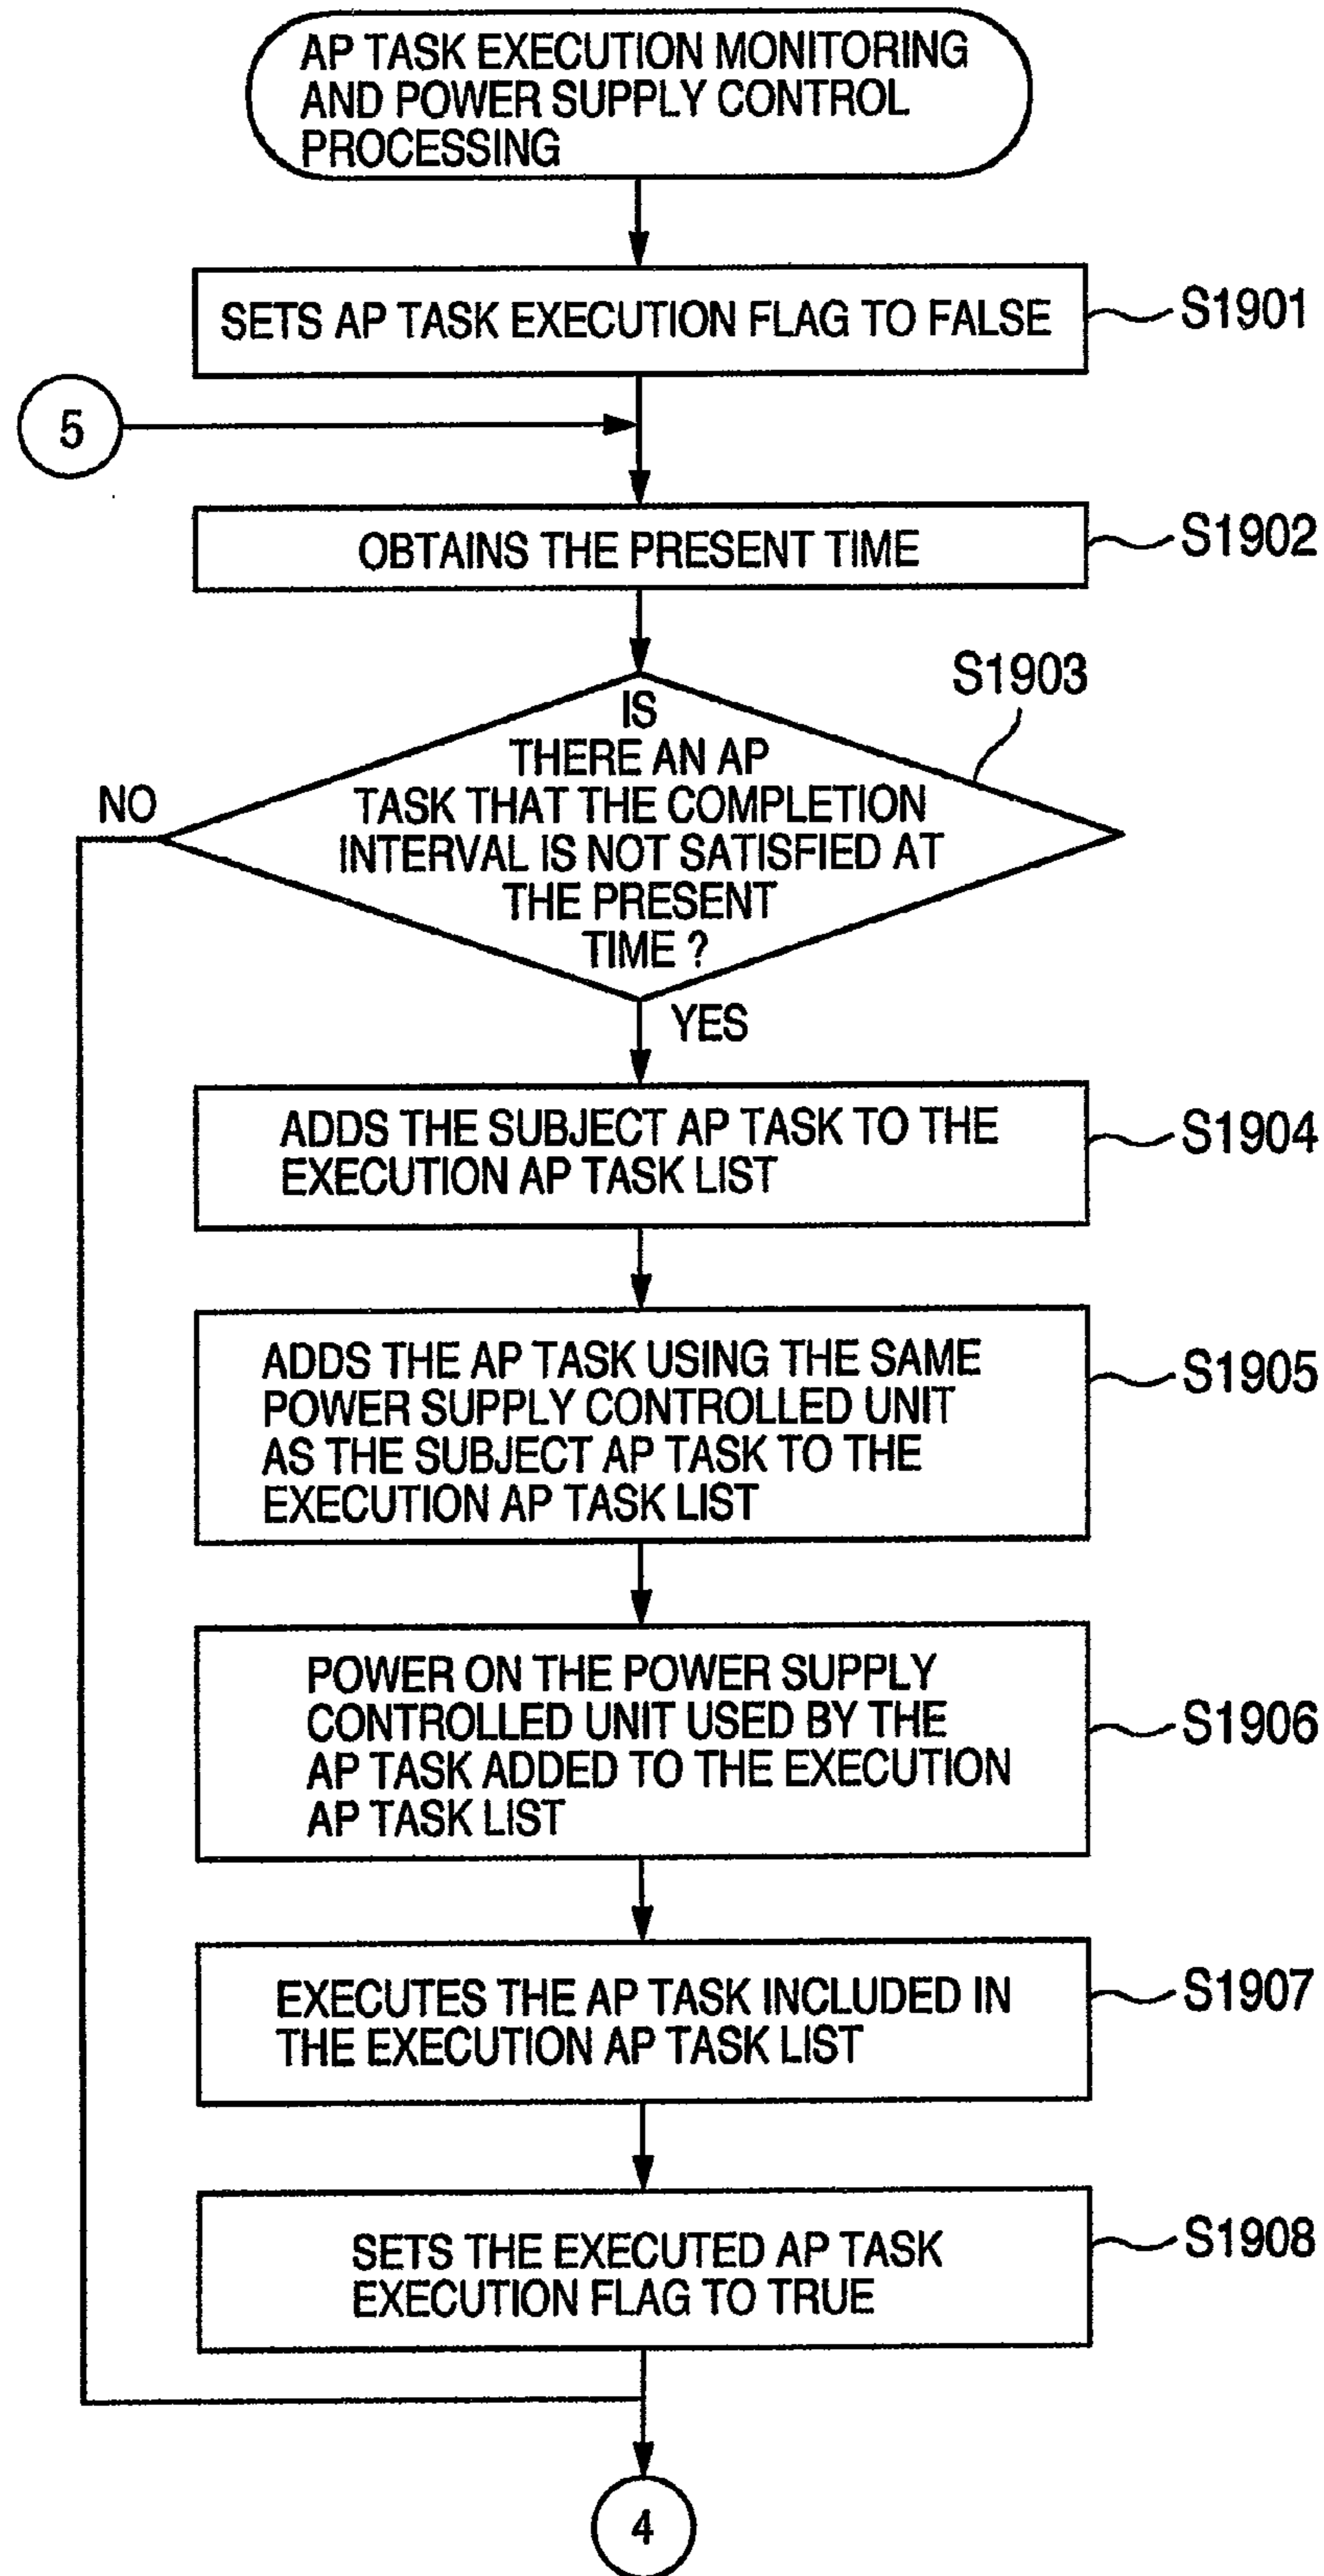 AP TASK EXECUTION MONITORING
AND POWER SUPPLY CONTROL
PROCESSING
SETS AP TASK EXECUTION FLAG TO FALSE
S1901
5
OBTAINS THE PRESENT TIME
S1902
S1903
IS
THERE AN AP
TASK THAT THE COMPLETION
INTERVAL IS NOT SATISFIED AT
THE PRESENT
TIME ?
NO
YES
ADDS THE SUBJECT AP TASK TO THE
EXECUTION AP TASK LIST
S1904
ADDS THE AP TASK USING THE SAME
POWER SUPPLY CONTROLLED UNIT
AS THE SUBJECT AP TASK TO THE
EXECUTION AP TASK LIST
S1905
POWER ON THE POWER SUPPLY
CONTROLLED UNIT USED BY THE
AP TASK ADDED TO THE EXECUTION
AP TASK LIST
S1906
EXECUTES THE AP TASK INCLUDED IN
THE EXECUTION AP TASK LIST
S1907
SETS THE EXECUTED AP TASK
EXECUTION FLAG TO TRUE
S1908
4